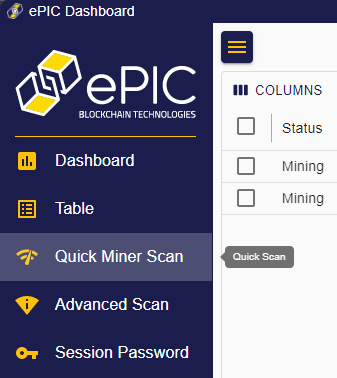 ePIC Dashboard
ePIC
BLOCKCHAIN TECHNOLOGIES
Dashboard
Table
Quick Miner Scan
Advanced Scan
Session Password
COLUMNS
Status
Mining
Mining
Quick Scan